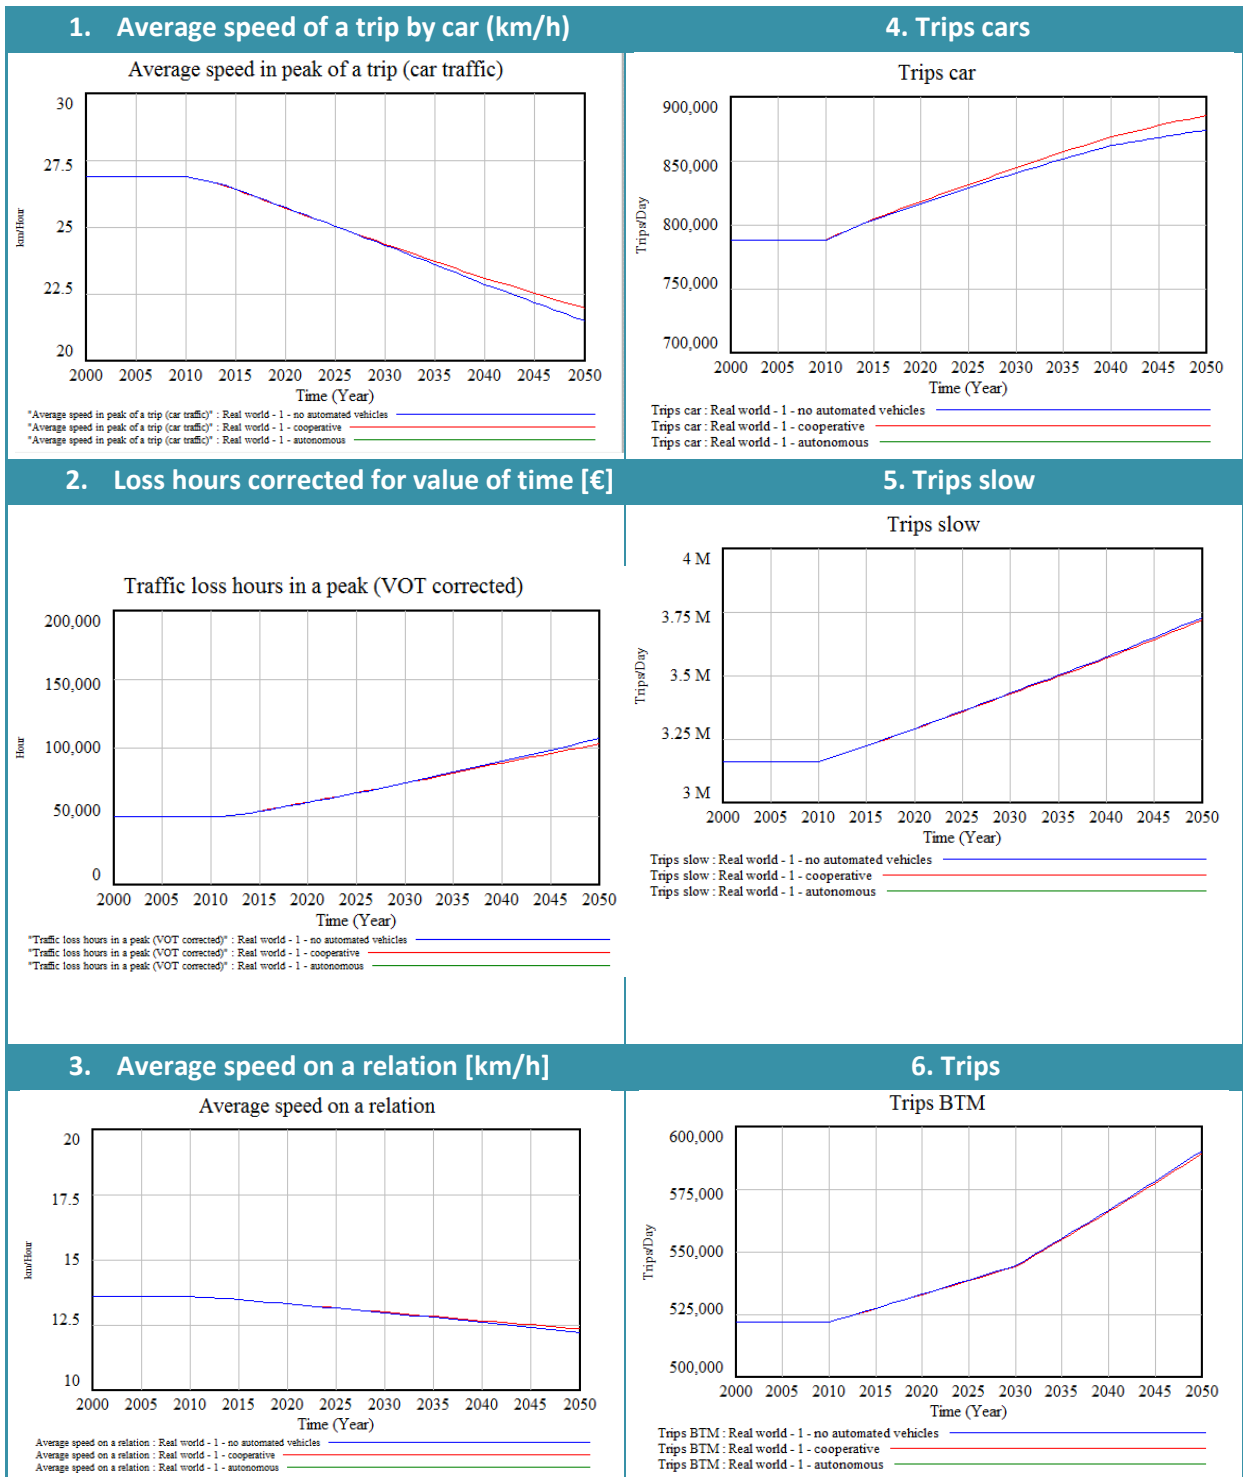 1. Average speed of a trip by car (km/h)
Average speed in peak of a trip (car traffic)
30
27.5
25
22.5
20
km/Hour
2000 2005 2010 2015 2020 2025 2030 2035 2040 2045 2050
Time (Year)
"Average speed in peak of a trip (car traffic)" : Real world - 1 - no automated vehicles
"Average speed in peak of a trip (car traffic)" : Real world - 1 - cooperative
"Average speed in peak of a trip (car traffic)" : Real world - 1 - autonomous
4. Trips cars
Trips car
900,000
850,000
800,000
750,000
700,000
Trips/Day
2000 2005 2010 2015 2020 2025 2030 2035 2040 2045 2050
Time (Year)
Trips car : Real world - 1 - no automated vehicles
Trips car : Real world - 1 - cooperative
Trips car : Real world - 1 - autonomous
2. Loss hours corrected for value of time [€]
Traffic loss hours in a peak (VOT corrected)
200,000
150,000
100,000
50,000
0
Hour
2000 2005 2010 2015 2020 2025 2030 2035 2040 2045 2050
Time (Year)
"Traffic loss hours in a peak (VOT corrected)" : Real world - 1 - no automated vehicles
"Traffic loss hours in a peak (VOT corrected)" : Real world - 1 - cooperative
"Traffic loss hours in a peak (VOT corrected)" : Real world - 1 - autonomous
5. Trips slow
Trips slow
4 M
3.75 M
3.5 M
3.25 M
3 M
Trips/Day
2000 2005 2010 2015 2020 2025 2030 2035 2040 2045 2050
Time (Year)
Trips slow : Real world - 1 - no automated vehicles
Trips slow : Real world - 1 - cooperative
Trips slow : Real world - 1 - autonomous
3. Average speed on a relation [km/h]
Average speed on a relation
20
17.5
15
12.5
10
km/Hour
2000 2005 2010 2015 2020 2025 2030 2035 2040 2045 2050
Time (Year)
Average speed on a relation : Real world - 1 - no automated vehicles
Average speed on a relation : Real world - 1 - cooperative
Average speed on a relation : Real world - 1 - autonomous
6. Trips
Trips BTM
600,000
575,000
550,000
525,000
500,000
Trips/Day
2000 2005 2010 2015 2020 2025 2030 2035 2040 2045 2050
Time (Year)
Trips BTM : Real world - 1 - no automated vehicles
Trips BTM : Real world - 1 - cooperative
Trips BTM : Real world - 1 - autonomous